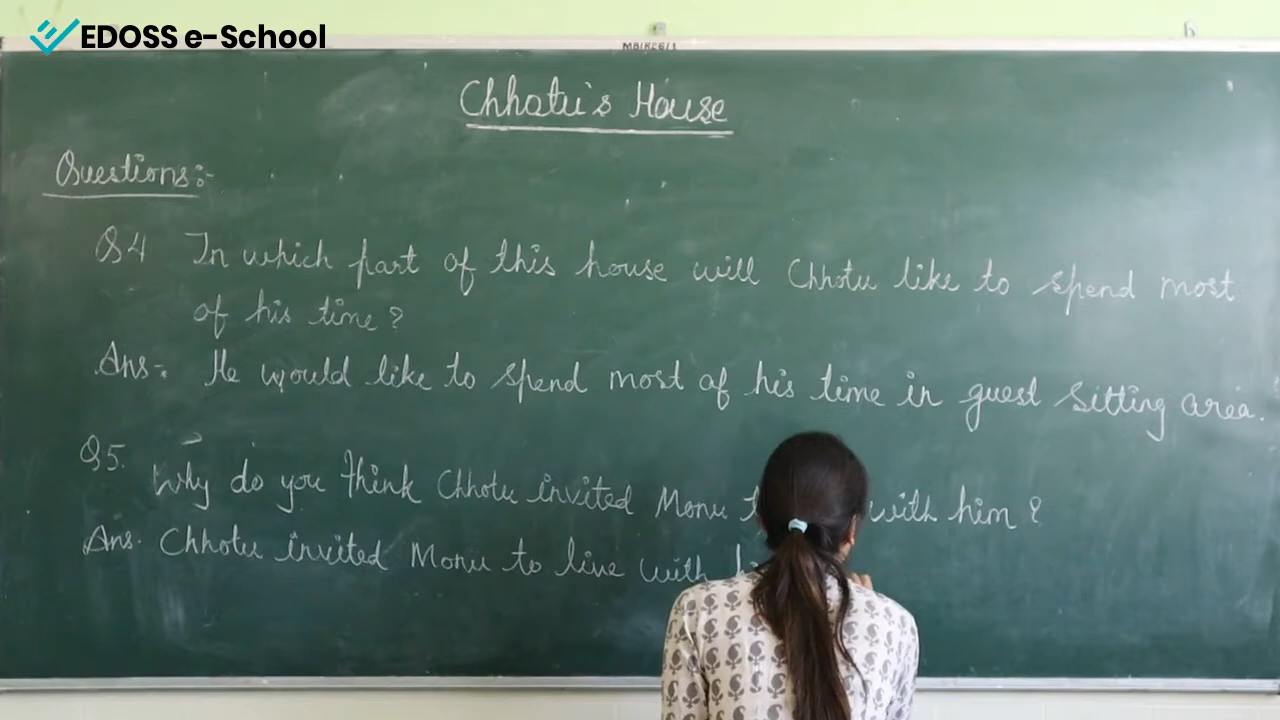 EDOSS e-School
Chhotu's House
Questions:-
Q4 In which part of this house will Chhotu like to spend most
of his time?
Ans-. He would like to spend most of his time in guest sitting area.
Q5. Why do you think Chhotu invited Monu with him?
Ans. Chhotu invited Monu to live with